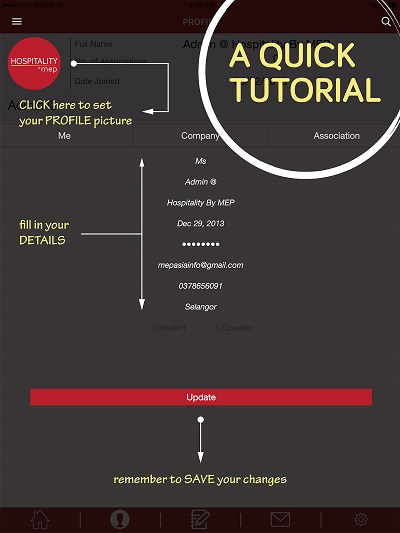 PROFILE
A QUICK
TUTORIAL
HOSPITALITY
by mep
Full Name
Admin @ Hospitality By MEP
No. of Associations
Date Joined
CLICK here to set
your PROFILE picture
Me
Company
Association
Ms
Admin @
Hospitality By MEP
Dec 29, 2013
fill in your
DETAILS
mepasiainfo@gmail.com
0378656091
Selangor
Student
Operator
Update
remember to SAVE your changes